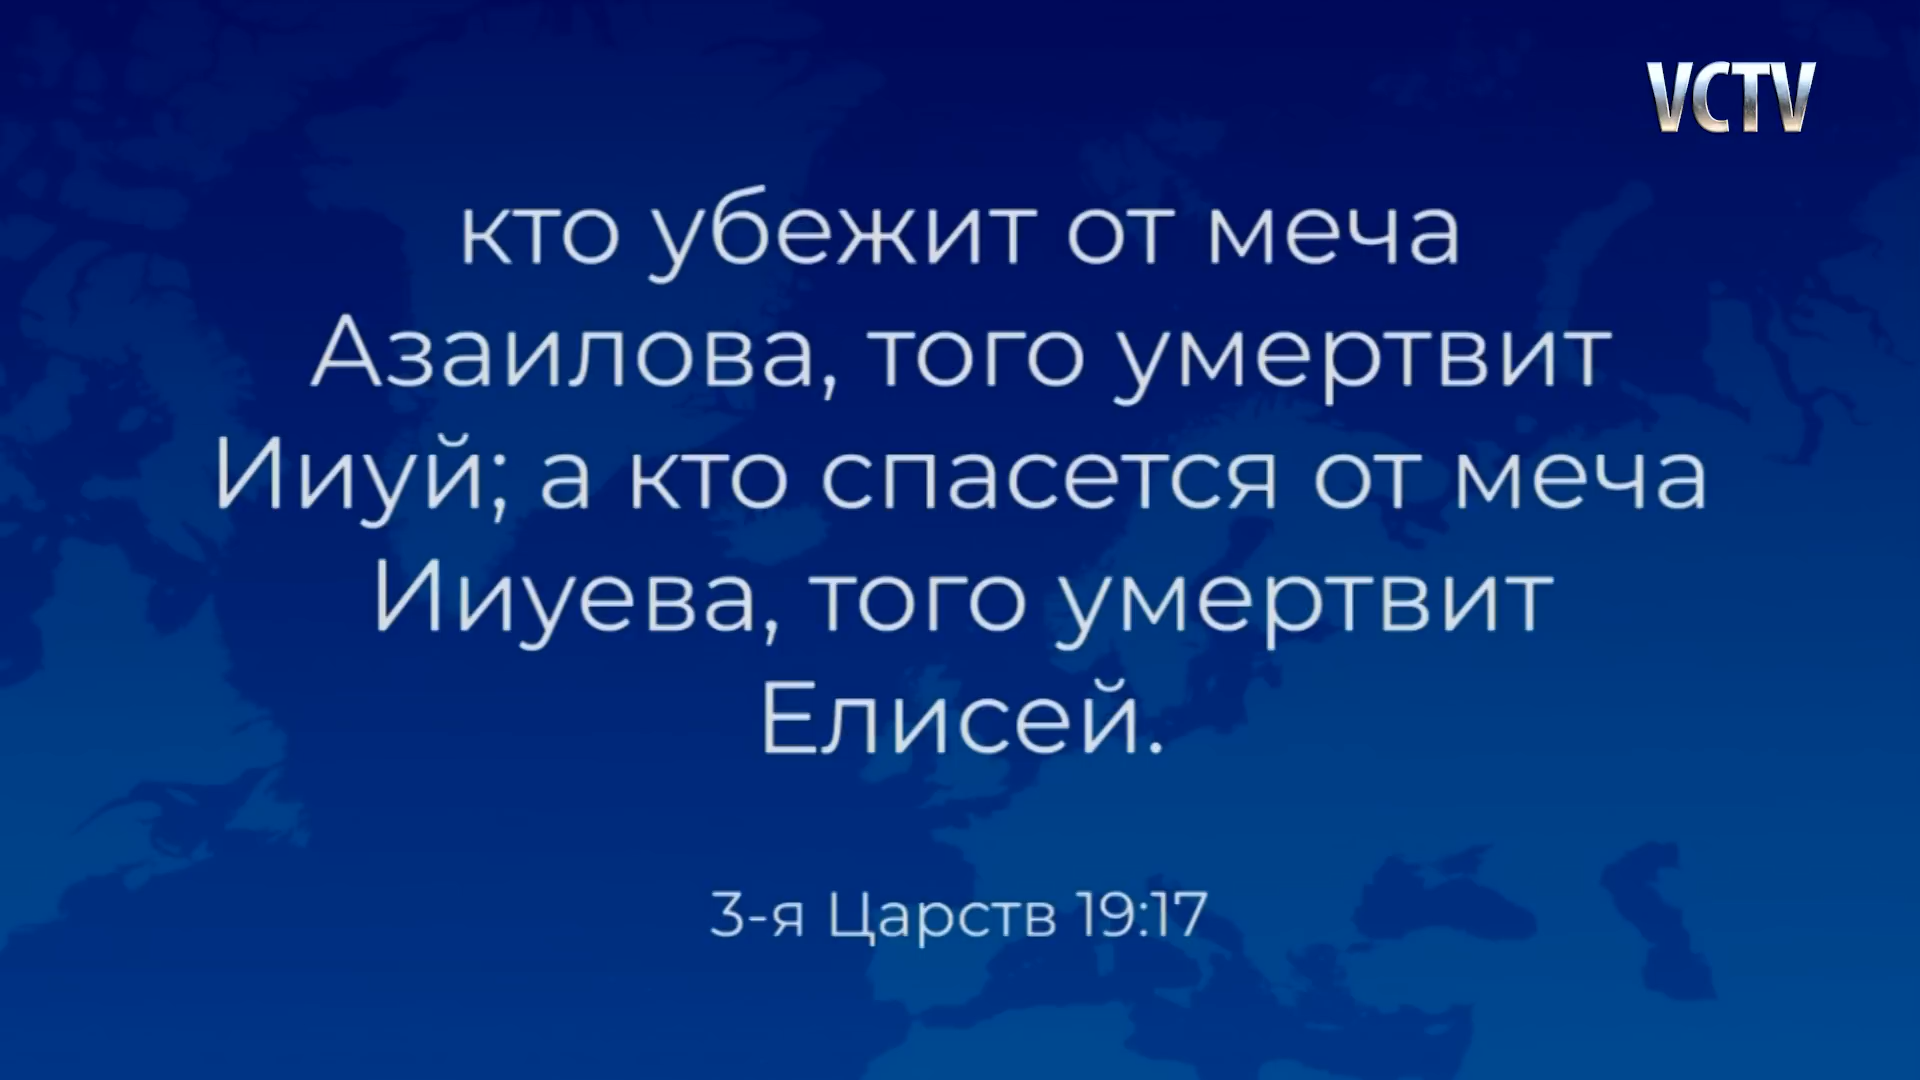 VCTV
кто убежит от меча
Азаилова, того умертвит
Ииуй; а кто спасется от меча
Ииуева, того умертвит
Елисей.
3-я Царств 19:17